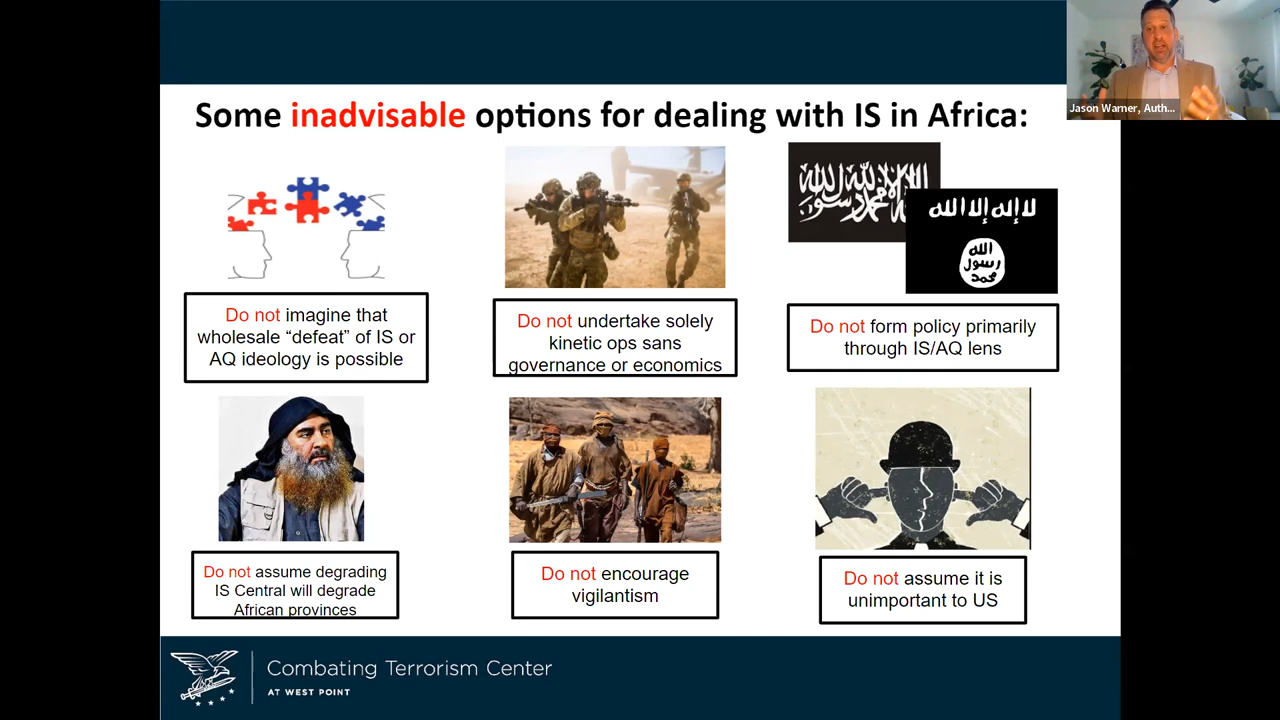 Jason Warner, Auth...
Some inadvisable options for dealing with IS in Africa:
لا إله إلا الله محمد رسول الله
لا إله إلا الله
الله
رسول
محمد
Do not imagine that
wholesale “defeat” of IS or
AQ ideology is possible
Do not undertake solely
kinetic ops sans
governance or economics
Do not form policy primarily
through IS/AQ lens
Do not assume degrading
IS Central will degrade
African provinces
Do not encourage
vigilantism
Do not assume it is
unimportant to US
Combating Terrorism Center
AT WEST POINT